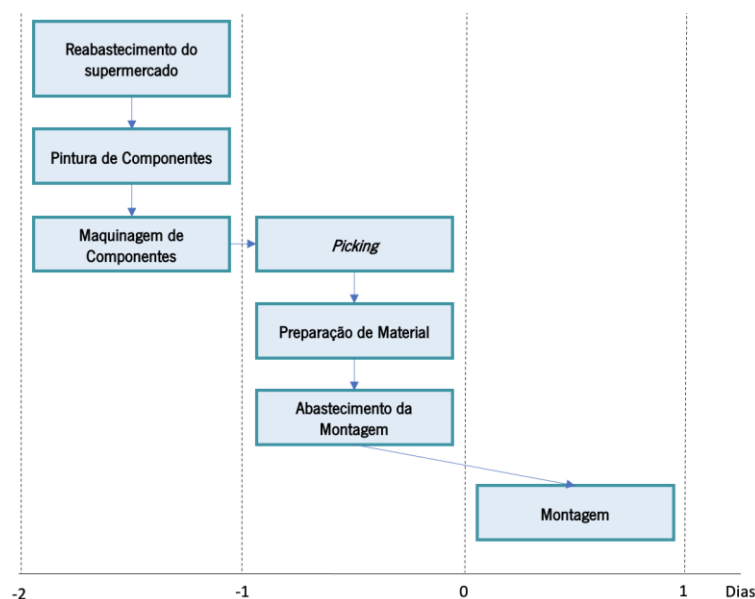 Reabastecimento do
supermercado
Pintura de Componentes
Maquinagem de
Componentes
Picking
Preparação de Material
Abastecimento da
Montagem
Montagem
-2
-1
0
1
Dias